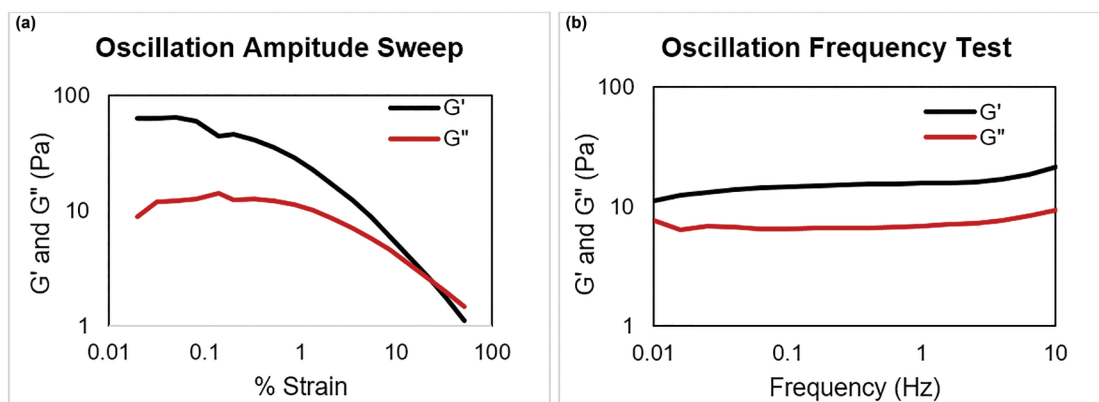 (a)
Oscillation Ampitude Sweep
G' and G" (Pa)
100
10
1
G'
G"
0.01 0.1 1 10 100
% Strain
(b)
Oscillation Frequency Test
G' and G" (Pa)
100
10
1
G'
G"
0.01 0.1 1 10
Frequency (Hz)